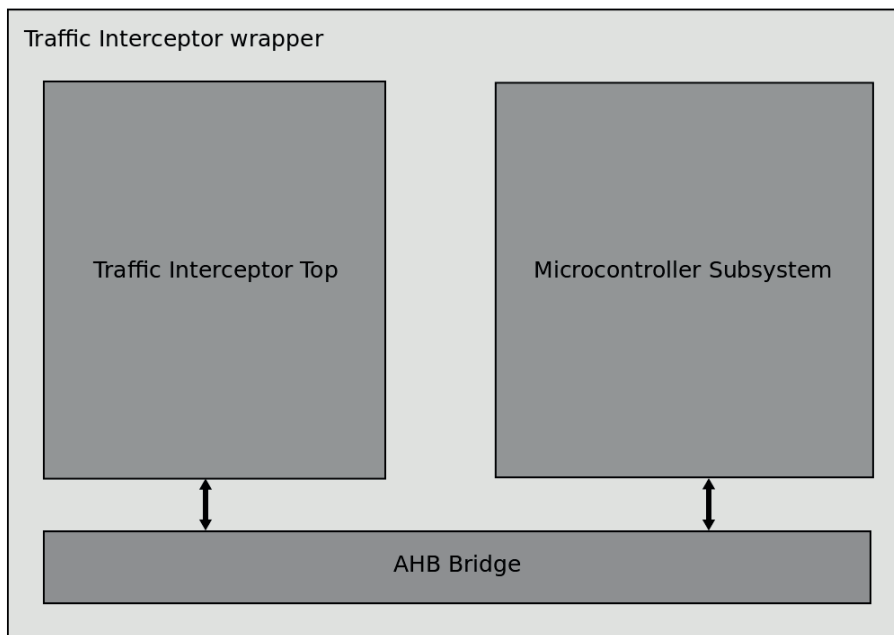 Traffic Interceptor wrapper
Traffic Interceptor Top
Microcontroller Subsystem
AHB Bridge